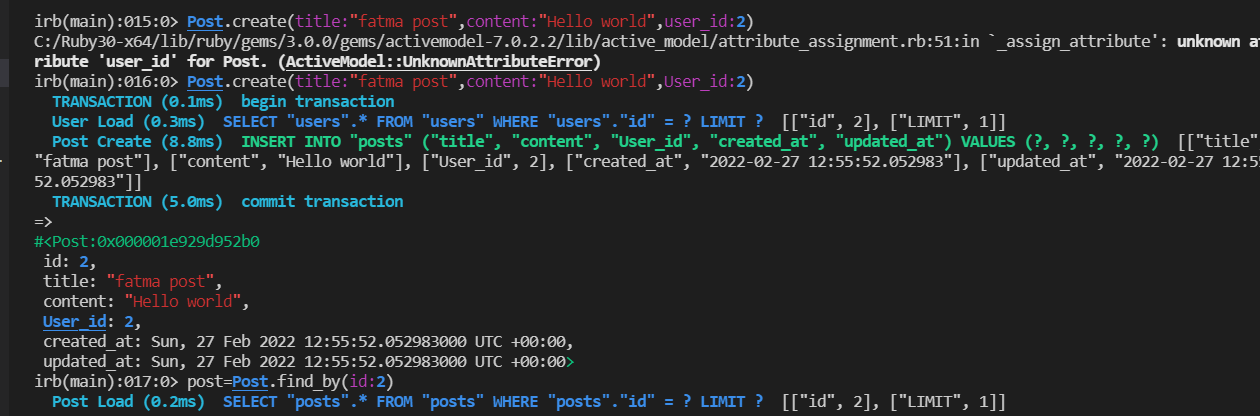 irb(main):015:0> Post.create(title:"fatma post",content:"Hello world",user_id:2)
C:/Ruby30-x64/lib/ruby/gems/3.0.0/gems/activemodel-7.0.2.2/lib/active_model/attribute_assignment.rb:51:in `_assign_attribute': unknown at
ribute 'user_id' for Post. (ActiveModel::UnknownAttributeError)
irb(main):016:0> Post.create(title:"fatma post",content:"Hello world",User_id:2)
TRANSACTION (0.1ms)  begin transaction
User Load (0.3ms)  SELECT "users".* FROM "users" WHERE "users"."id" = ? LIMIT ?  [["id", 2], ["LIMIT", 1]]
Post Create (8.8ms)  INSERT INTO "posts" ("title", "content", "User_id", "created_at", "updated_at") VALUES (?, ?, ?, ?, ?)  [["title"
"fatma post"], ["content", "Hello world"], ["User_id", 2], ["created_at", "2022-02-27 12:55:52.052983"], ["updated_at", "2022-02-27 12:5
52.052983"]]
TRANSACTION (5.0ms)  commit transaction
=>
#<Post:0x000001e929d952b0
id: 2,
title: "fatma post",
content: "Hello world",
User_id: 2,
created_at: Sun, 27 Feb 2022 12:55:52.052983000 UTC +00:00,
updated_at: Sun, 27 Feb 2022 12:55:52.052983000 UTC +00:00>
irb(main):017:0> post=Post.find_by(id:2)
Post Load (0.2ms)  SELECT "posts".* FROM "posts" WHERE "posts"."id" = ? LIMIT ?  [["id", 2], ["LIMIT", 1]]